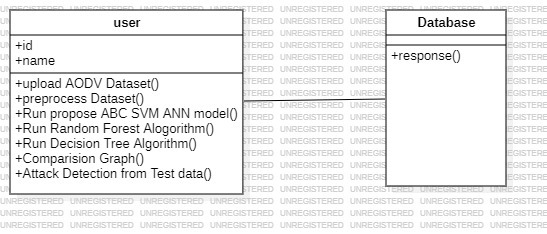 user
+id
+name
+upload AODV Dataset()
+preprocess Dataset()
+Run propose ABC SVM ANN model()
+Run Random Forest Alogorithm()
+Run Decision Tree Algorithm()
+Comparision Graph()
+Attack Detection from Test data()
Database
+response()
UNREGISTERED